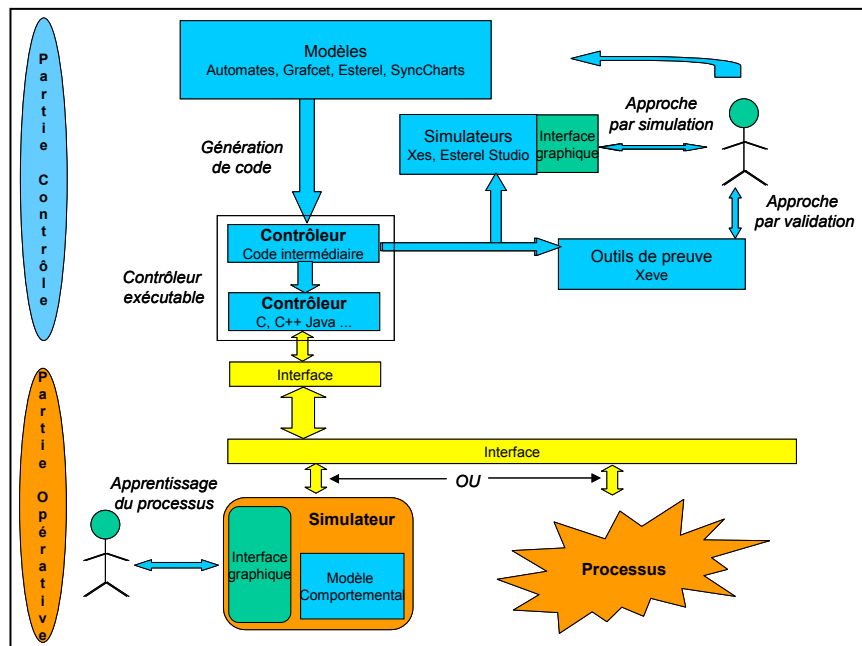 Partie Contrôle
Modèles
Automates, Grafcet, Esterel, SyncCharts
Génération
de code
Simulateurs
Xes, Esterel Studio
Interface
graphique
Approche
par simulation
Approche
par validation
Contrôleur
Code intermédiaire
Contrôleur
exécutable
Contrôleur
C, C++ Java ...
Outils de preuve
Xeve
Partie Opérative
Interface
Interface
OU
Apprentissage
du processus
Simulateur
Interface
graphique
Modèle
Comportemental
Processus